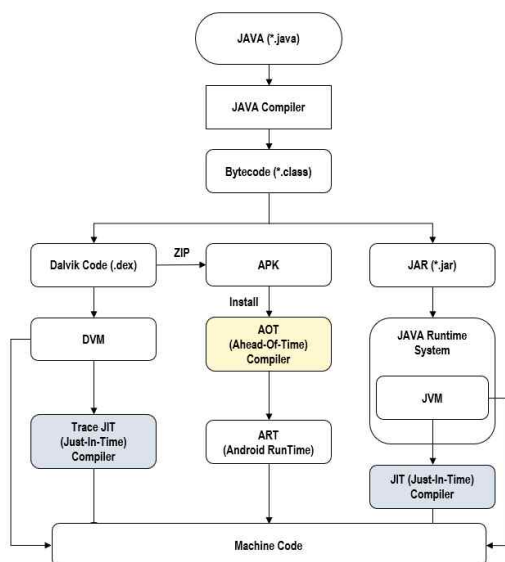 JAVA (*.java)
JAVA Compiler
Bytecode (*.class)
Dalvik Code (.dex)
ZIP
APK
JAR (*.jar)
Install
DVM
AOT
(Ahead-Of-Time)
Compiler
JAVA Runtime
System
JVM
Trace JIT
(Just-In-Time)
Compiler
ART
(Android RunTime)
JIT (Just-In-Time)
Compiler
Machine Code